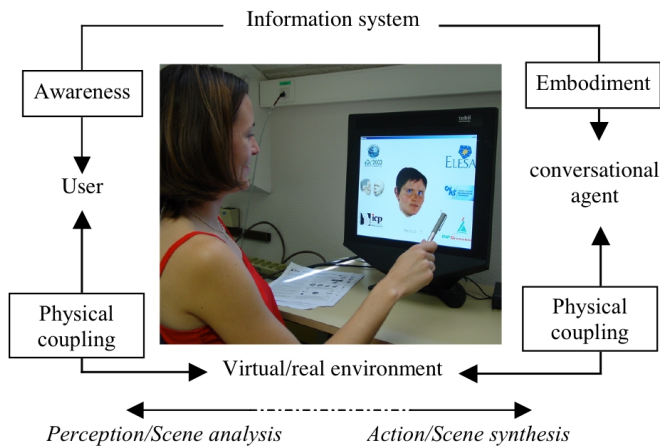 Information system
Awareness
Embodiment
User
conversational
agent
ELESA
icp
Physical
coupling
Physical
coupling
Virtual/real environment
Perception/Scene analysis
Action/Scene synthesis